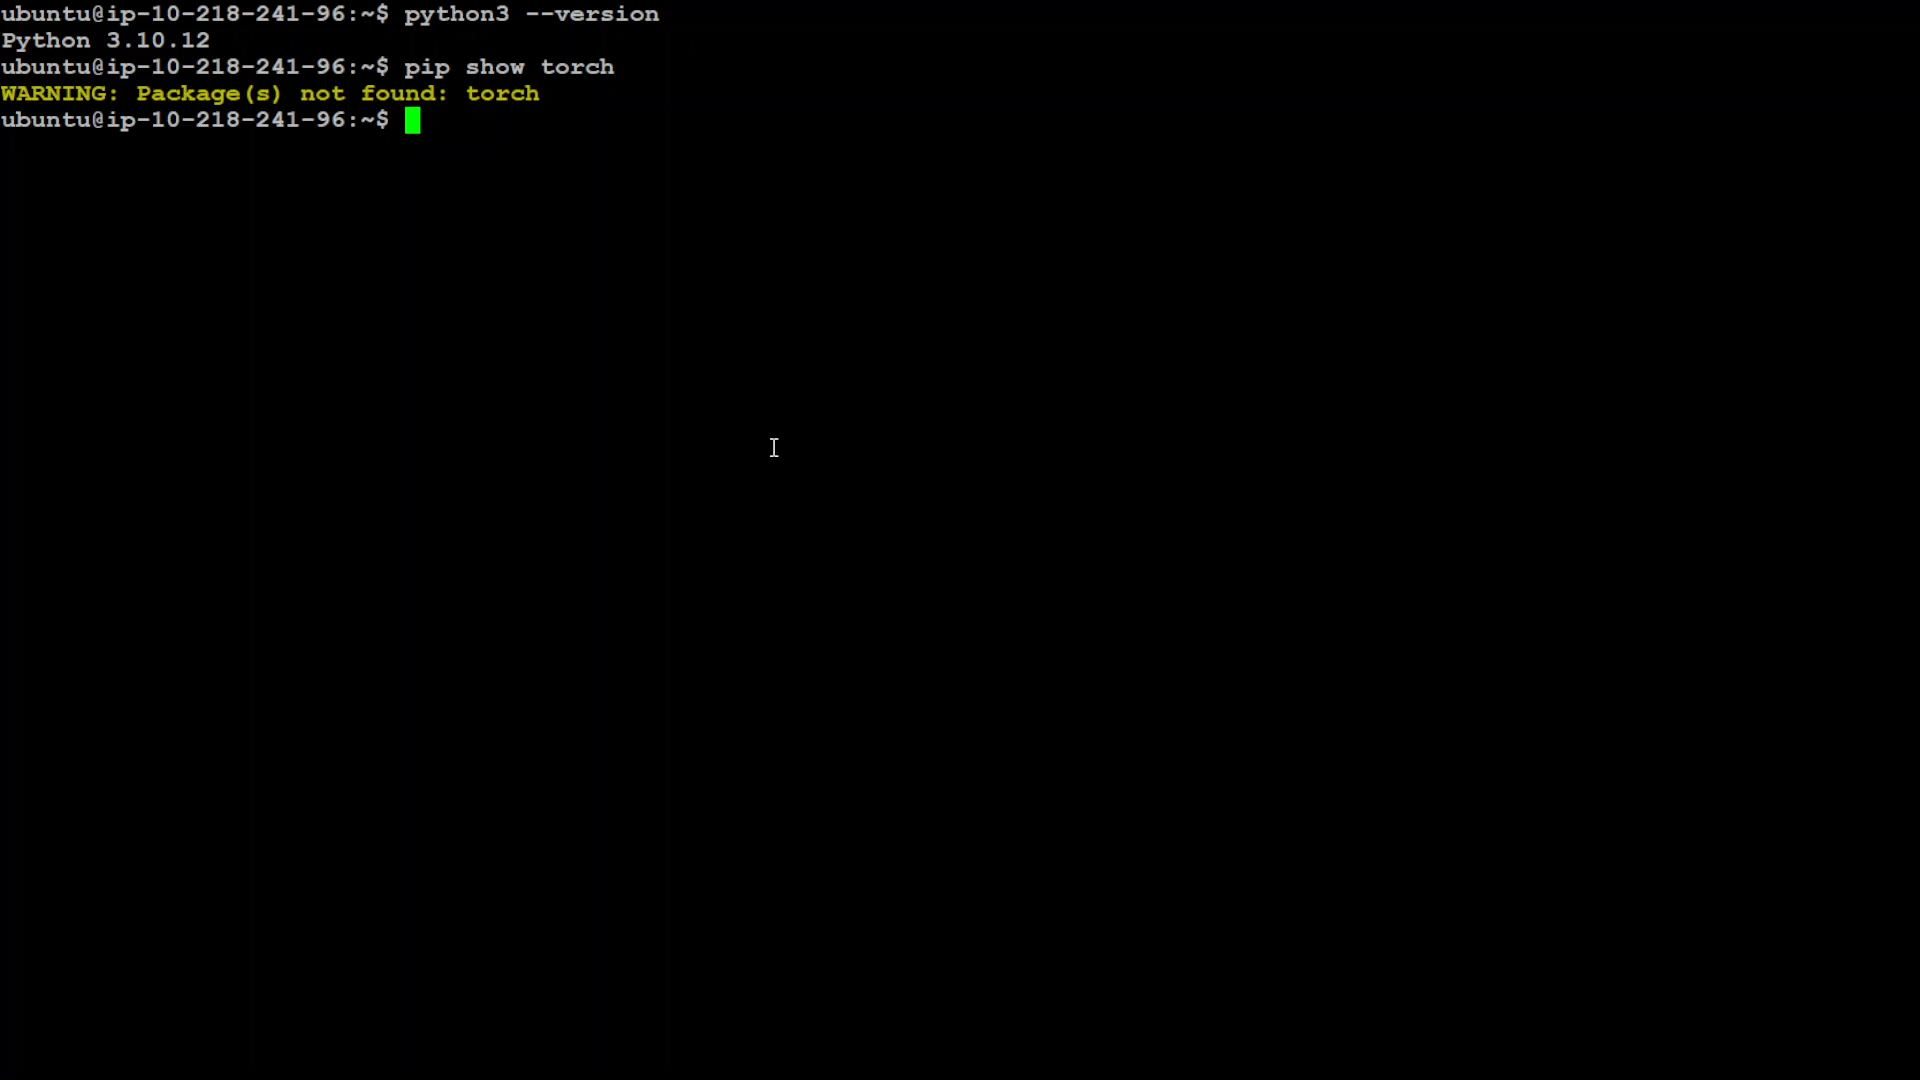 ubuntu@ip-10-218-241-96:~$ python3 --version
Python 3.10.12
ubuntu@ip-10-218-241-96:~$ pip show torch
WARNING: Package(s) not found: torch
ubuntu@ip-10-218-241-96:~$